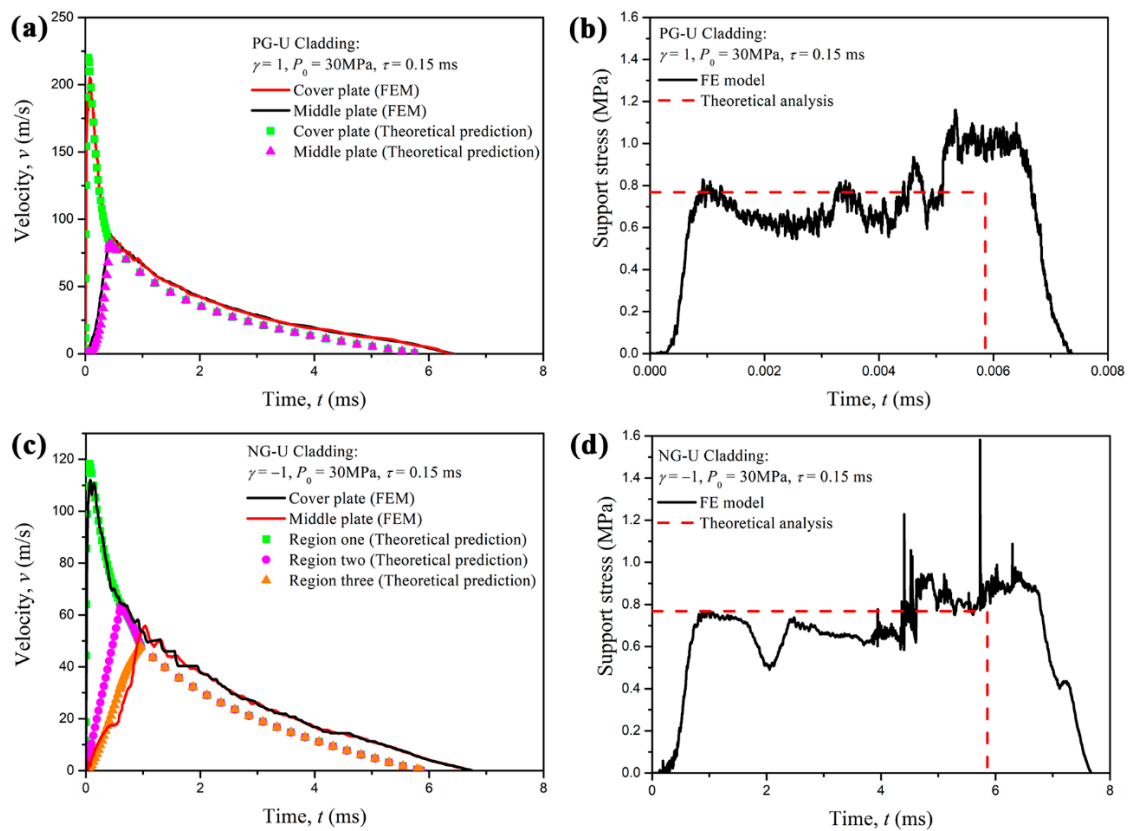 (a)
250
200
150
100
50
0
Velocity, v (m/s)
PG-U Cladding:
γ = 1, P0 = 30MPa, τ = 0.15 ms
Cover plate (FEM)
Middle plate (FEM)
Cover plate (Theoretical prediction)
Middle plate (Theoretical prediction)
0 2 4 6 8
Time, t (ms)
(b)
1.6
1.4
1.2
1.0
0.8
0.6
0.4
0.2
0.0
Support stress (MPa)
PG-U Cladding:
γ = 1, P0 = 30MPa, τ = 0.15 ms
FE model
Theoretical analysis
0.000 0.002 0.004 0.006 0.008
Time, t (ms)
(c)
120
100
80
60
40
20
0
Velocity, v (m/s)
NG-U Cladding:
γ = −1, P0 = 30MPa, τ = 0.15 ms
Cover plate (FEM)
Middle plate (FEM)
Region one (Theoretical prediction)
Region two (Theoretical prediction)
Region three (Theoretical prediction)
0 2 4 6 8
Time, t (ms)
(d)
1.6
1.4
1.2
1.0
0.8
0.6
0.4
0.2
0.0
Support stress (MPa)
NG-U Cladding:
γ = −1, P0 = 30MPa, τ = 0.15 ms
FE model
Theoretical analysis
0 2 4 6 8
Time, t (ms)